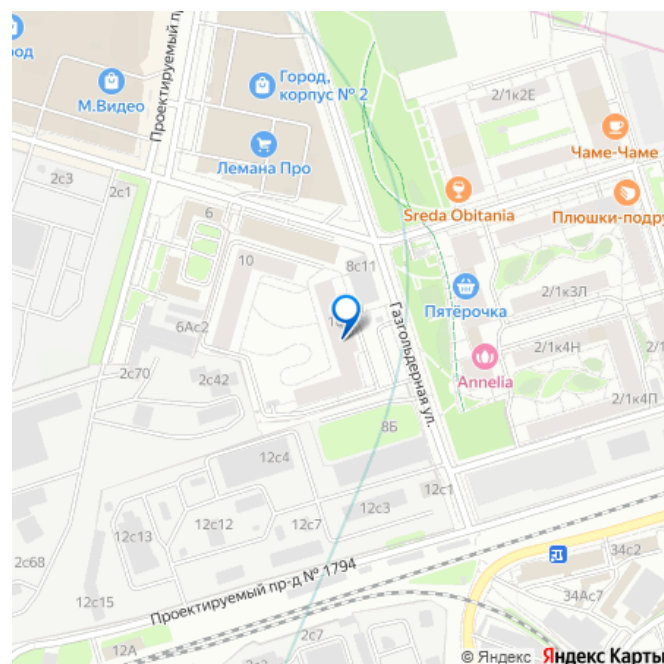 Проектируемый пр
од
М.Видео
Город,
корпус № 2
Лемана Про
2/1к2Е
Чаме-Чаме
Sreda Obitania
Плюшки-подру
2с3
2с1
6
10
8с11
Пятёрочка
2/1к3Л
6Ас2
Газгольдерная ул.
2/1к4Н
Annelia
2с70
2с42
2/1к4П
8Б
12с4
12с1
12с3
12с12
12с7
12с13
2с68
34с2
Проектируемый пр-д № 1794
12с15
34Ас7
12А
2с7
© Яндекс Яндекс Карты